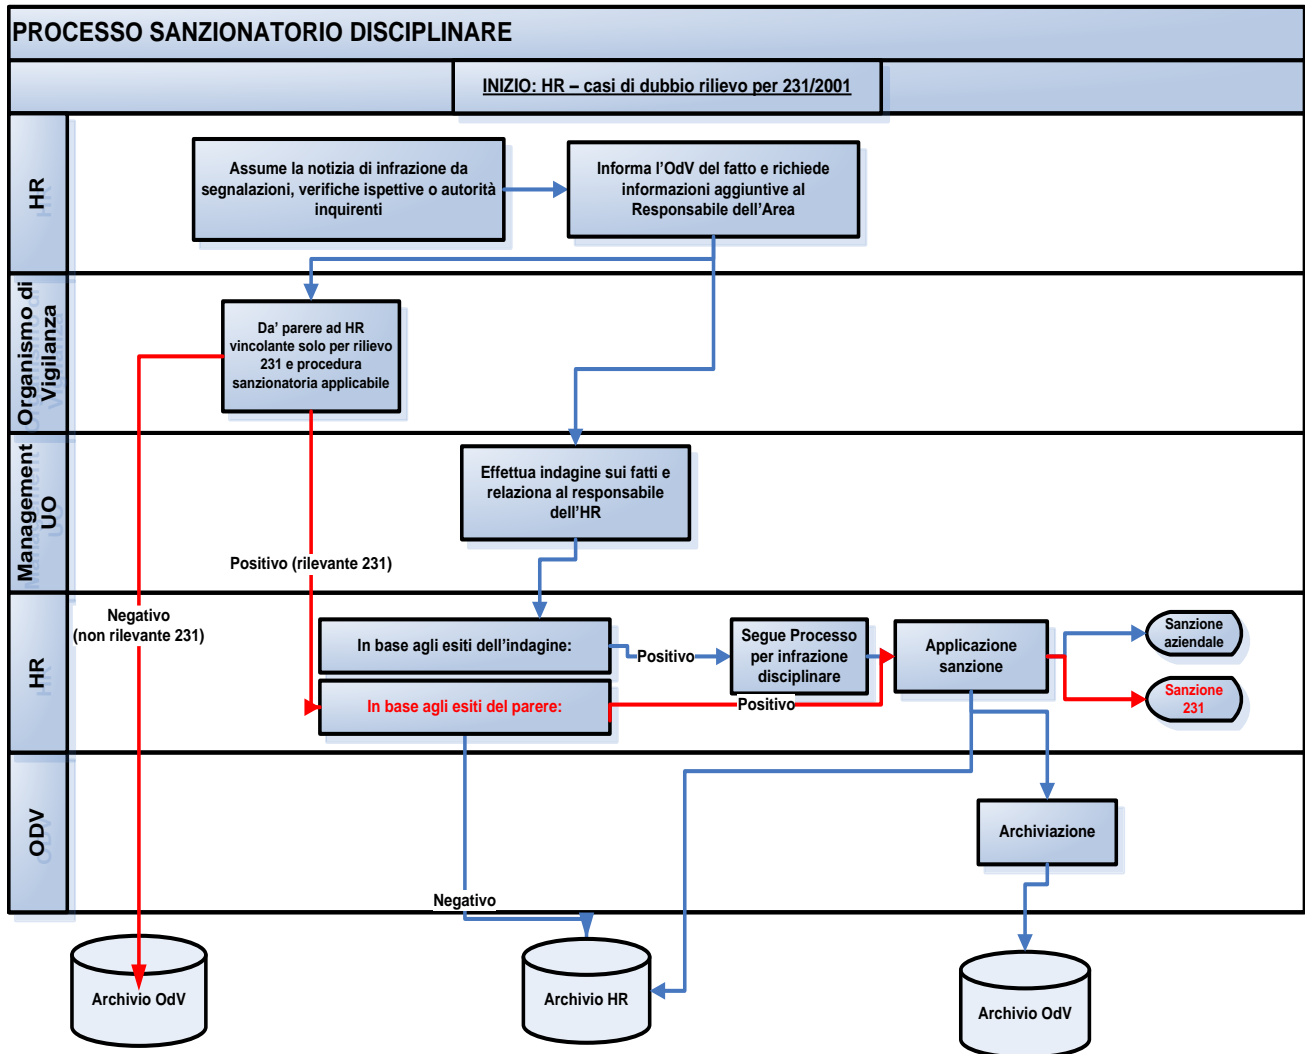 PROCESSO SANZIONATORIO DISCIPLINARE
INIZIO: HR – casi di dubbio rilievo per 231/2001
HR
Assume la notizia di infrazione da
segnalazioni, verifiche ispettive o autorità
inquirenti
Informa l'OdV del fatto e richiede
informazioni aggiuntive al
Responsabile dell'Area
Organismo di
Vigilanza
Da' parere ad HR
vincolante solo per rilievo
231 e procedura
sanzionatoria applicabile
Management
UO
Effettua indagine sui fatti e
relaziona al responsabile
dell'HR
Positivo (rilevante 231)
Negativo
(non rilevante 231)
HR
In base agli esiti dell'indagine:
Positivo
Segue Processo
per infrazione
disciplinare
Applicazione
sanzione
Sanzione
aziendale
In base agli esiti del parere:
Positivo
Sanzione
231
ODV
Archiviazione
Negativo
Archivio OdV
Archivio HR
Archivio OdV